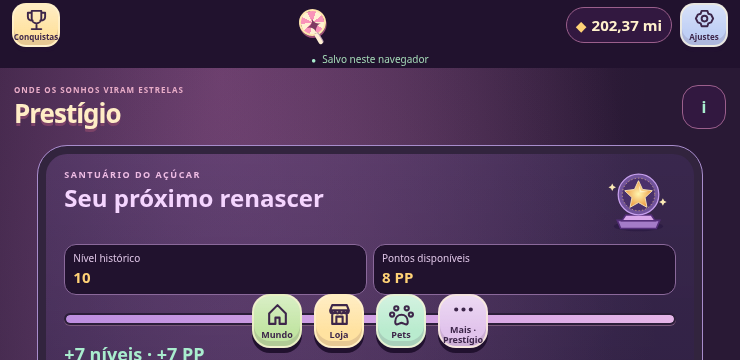 Conquistas
202,37 mi
Ajustes
Salvo neste navegador
ONDE OS SONHOS VIRAM ESTRELAS
Prestígio
i
SANTUÁRIO DO AÇÚCAR
Seu próximo renascer
Nível histórico
10
Pontos disponíveis
8 PP
Mundo
Loja
Pets
Mais ·
Prestígio
+7 níveis · +7 PP